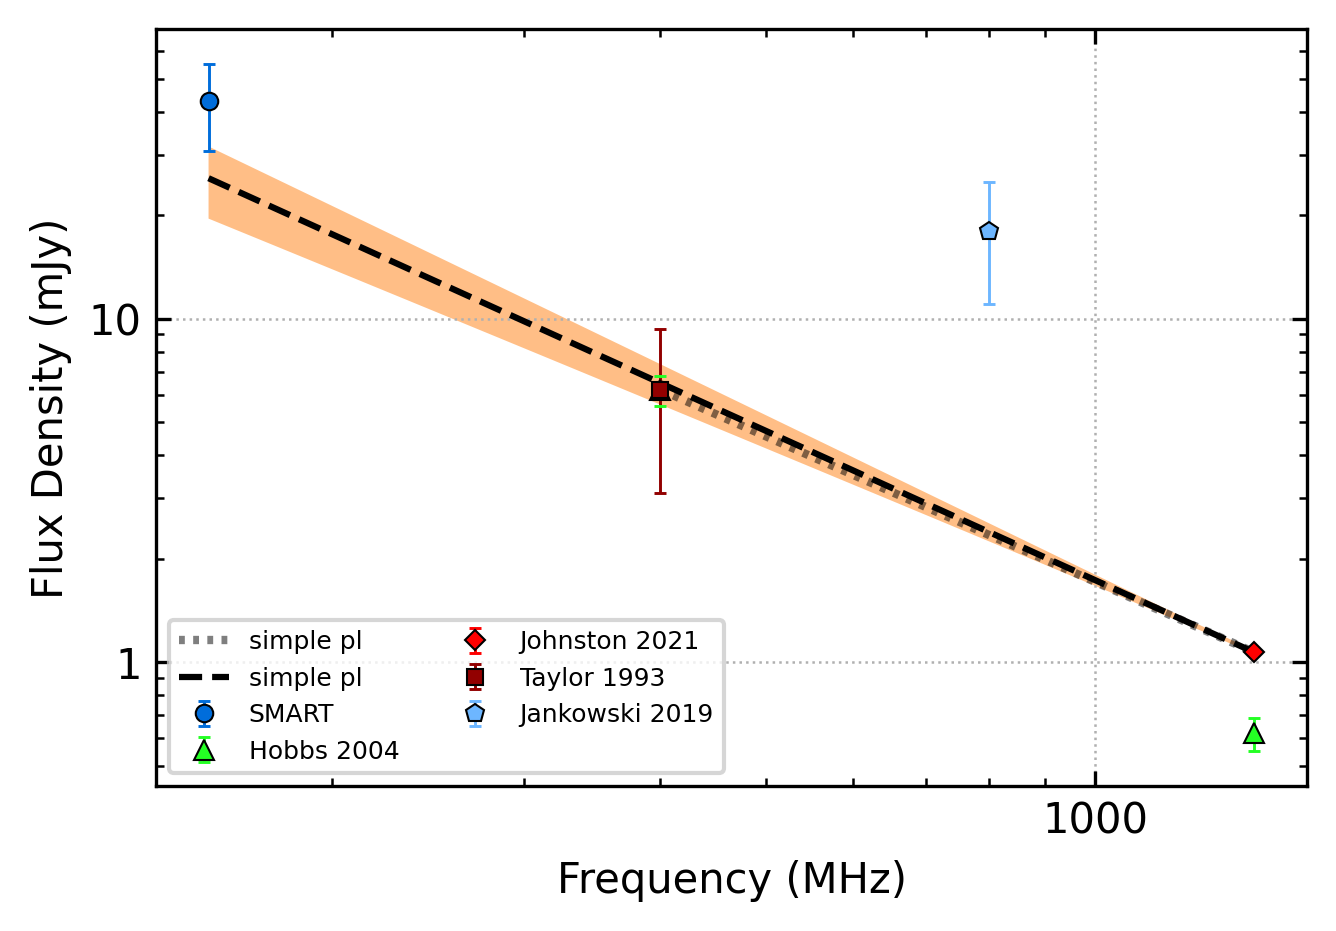 Flux Density (mJy)
10
1
simple pl
simple pl
SMART
Hobbs 2004
Johnston 2021
Taylor 1993
Jankowski 2019
1000
Frequency (MHz)